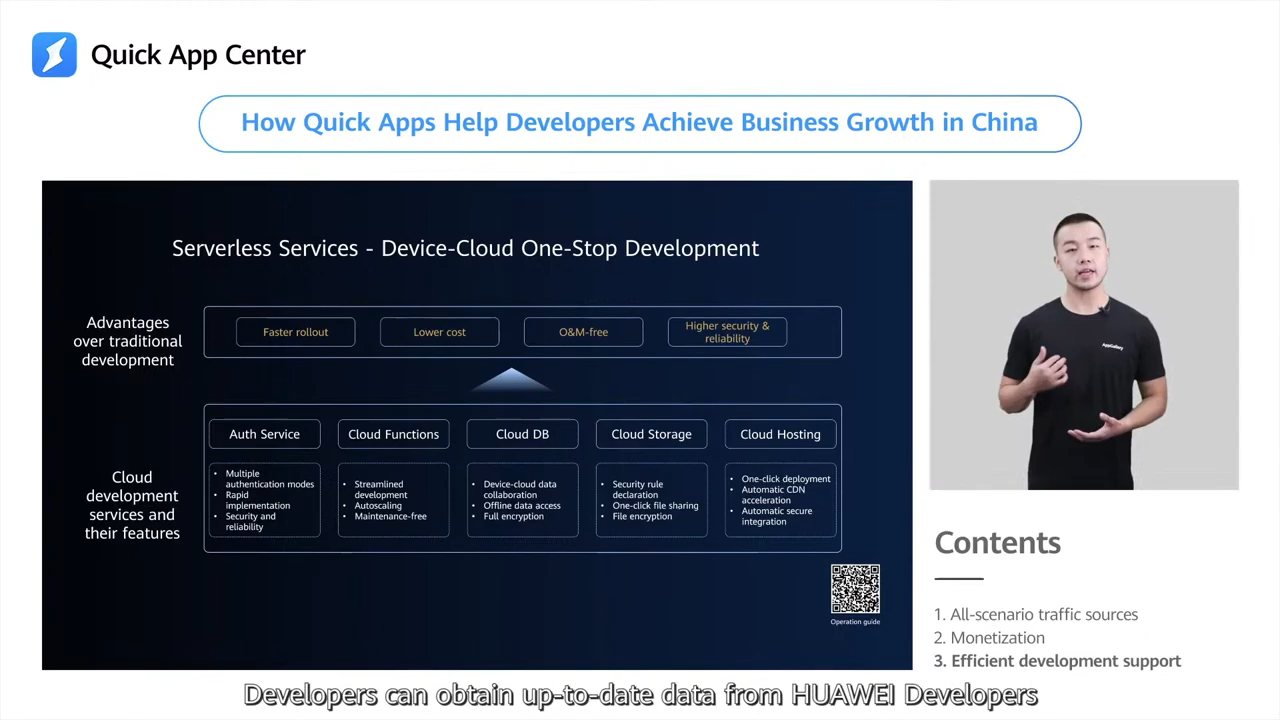 Quick App Center
How Quick Apps Help Developers Achieve Business Growth in China
Serverless Services - Device-Cloud One-Stop Development
Advantages
over traditional
development
Faster rollout
Lower cost
O&M-free
Higher security &
reliability
Cloud
development
services and
their features
Auth Service
• Multiple
authentication modes
• Rapid
implementation
• Security and
reliability
Cloud Functions
• Streamlined
development
• Autoscaling
• Maintenance-free
Cloud DB
• Device-cloud data
collaboration
• Offline data access
• Full encryption
Cloud Storage
• Security rule
declaration
• One-click file sharing
• File encryption
Cloud Hosting
• One-click deployment
• Automatic CDN
acceleration
• Automatic secure
integration
Operation guide
AppGallery
Contents
1. All-scenario traffic sources
2. Monetization
3. Efficient development support
Developers can obtain up-to-date data from HUAWEI Developers